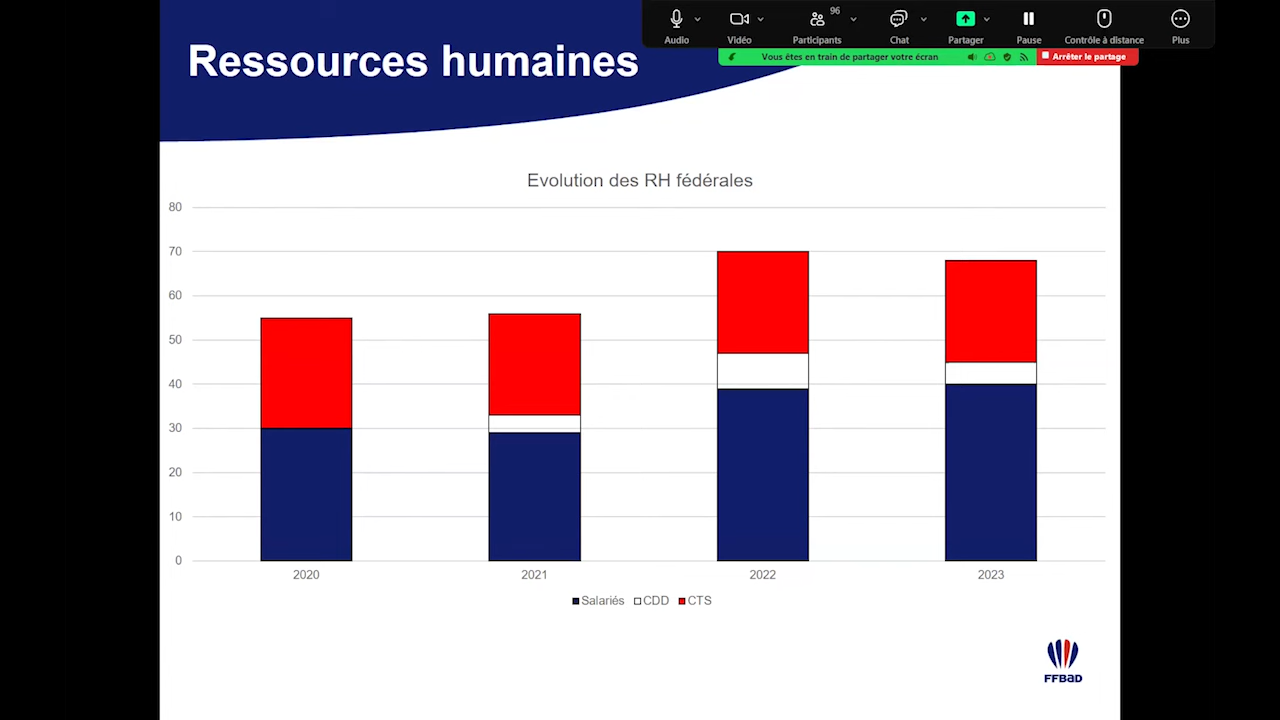 96
Audio Vidéo Participants Chat Partager Pause Contrôle à distance Plus
Vous êtes en train de partager votre écran Arrêter le partage
Ressources humaines
Evolution des RH fédérales
80
70
60
50
40
30
20
10
0
2020 2021 2022 2023
Salariés CDD CTS
FFBaD